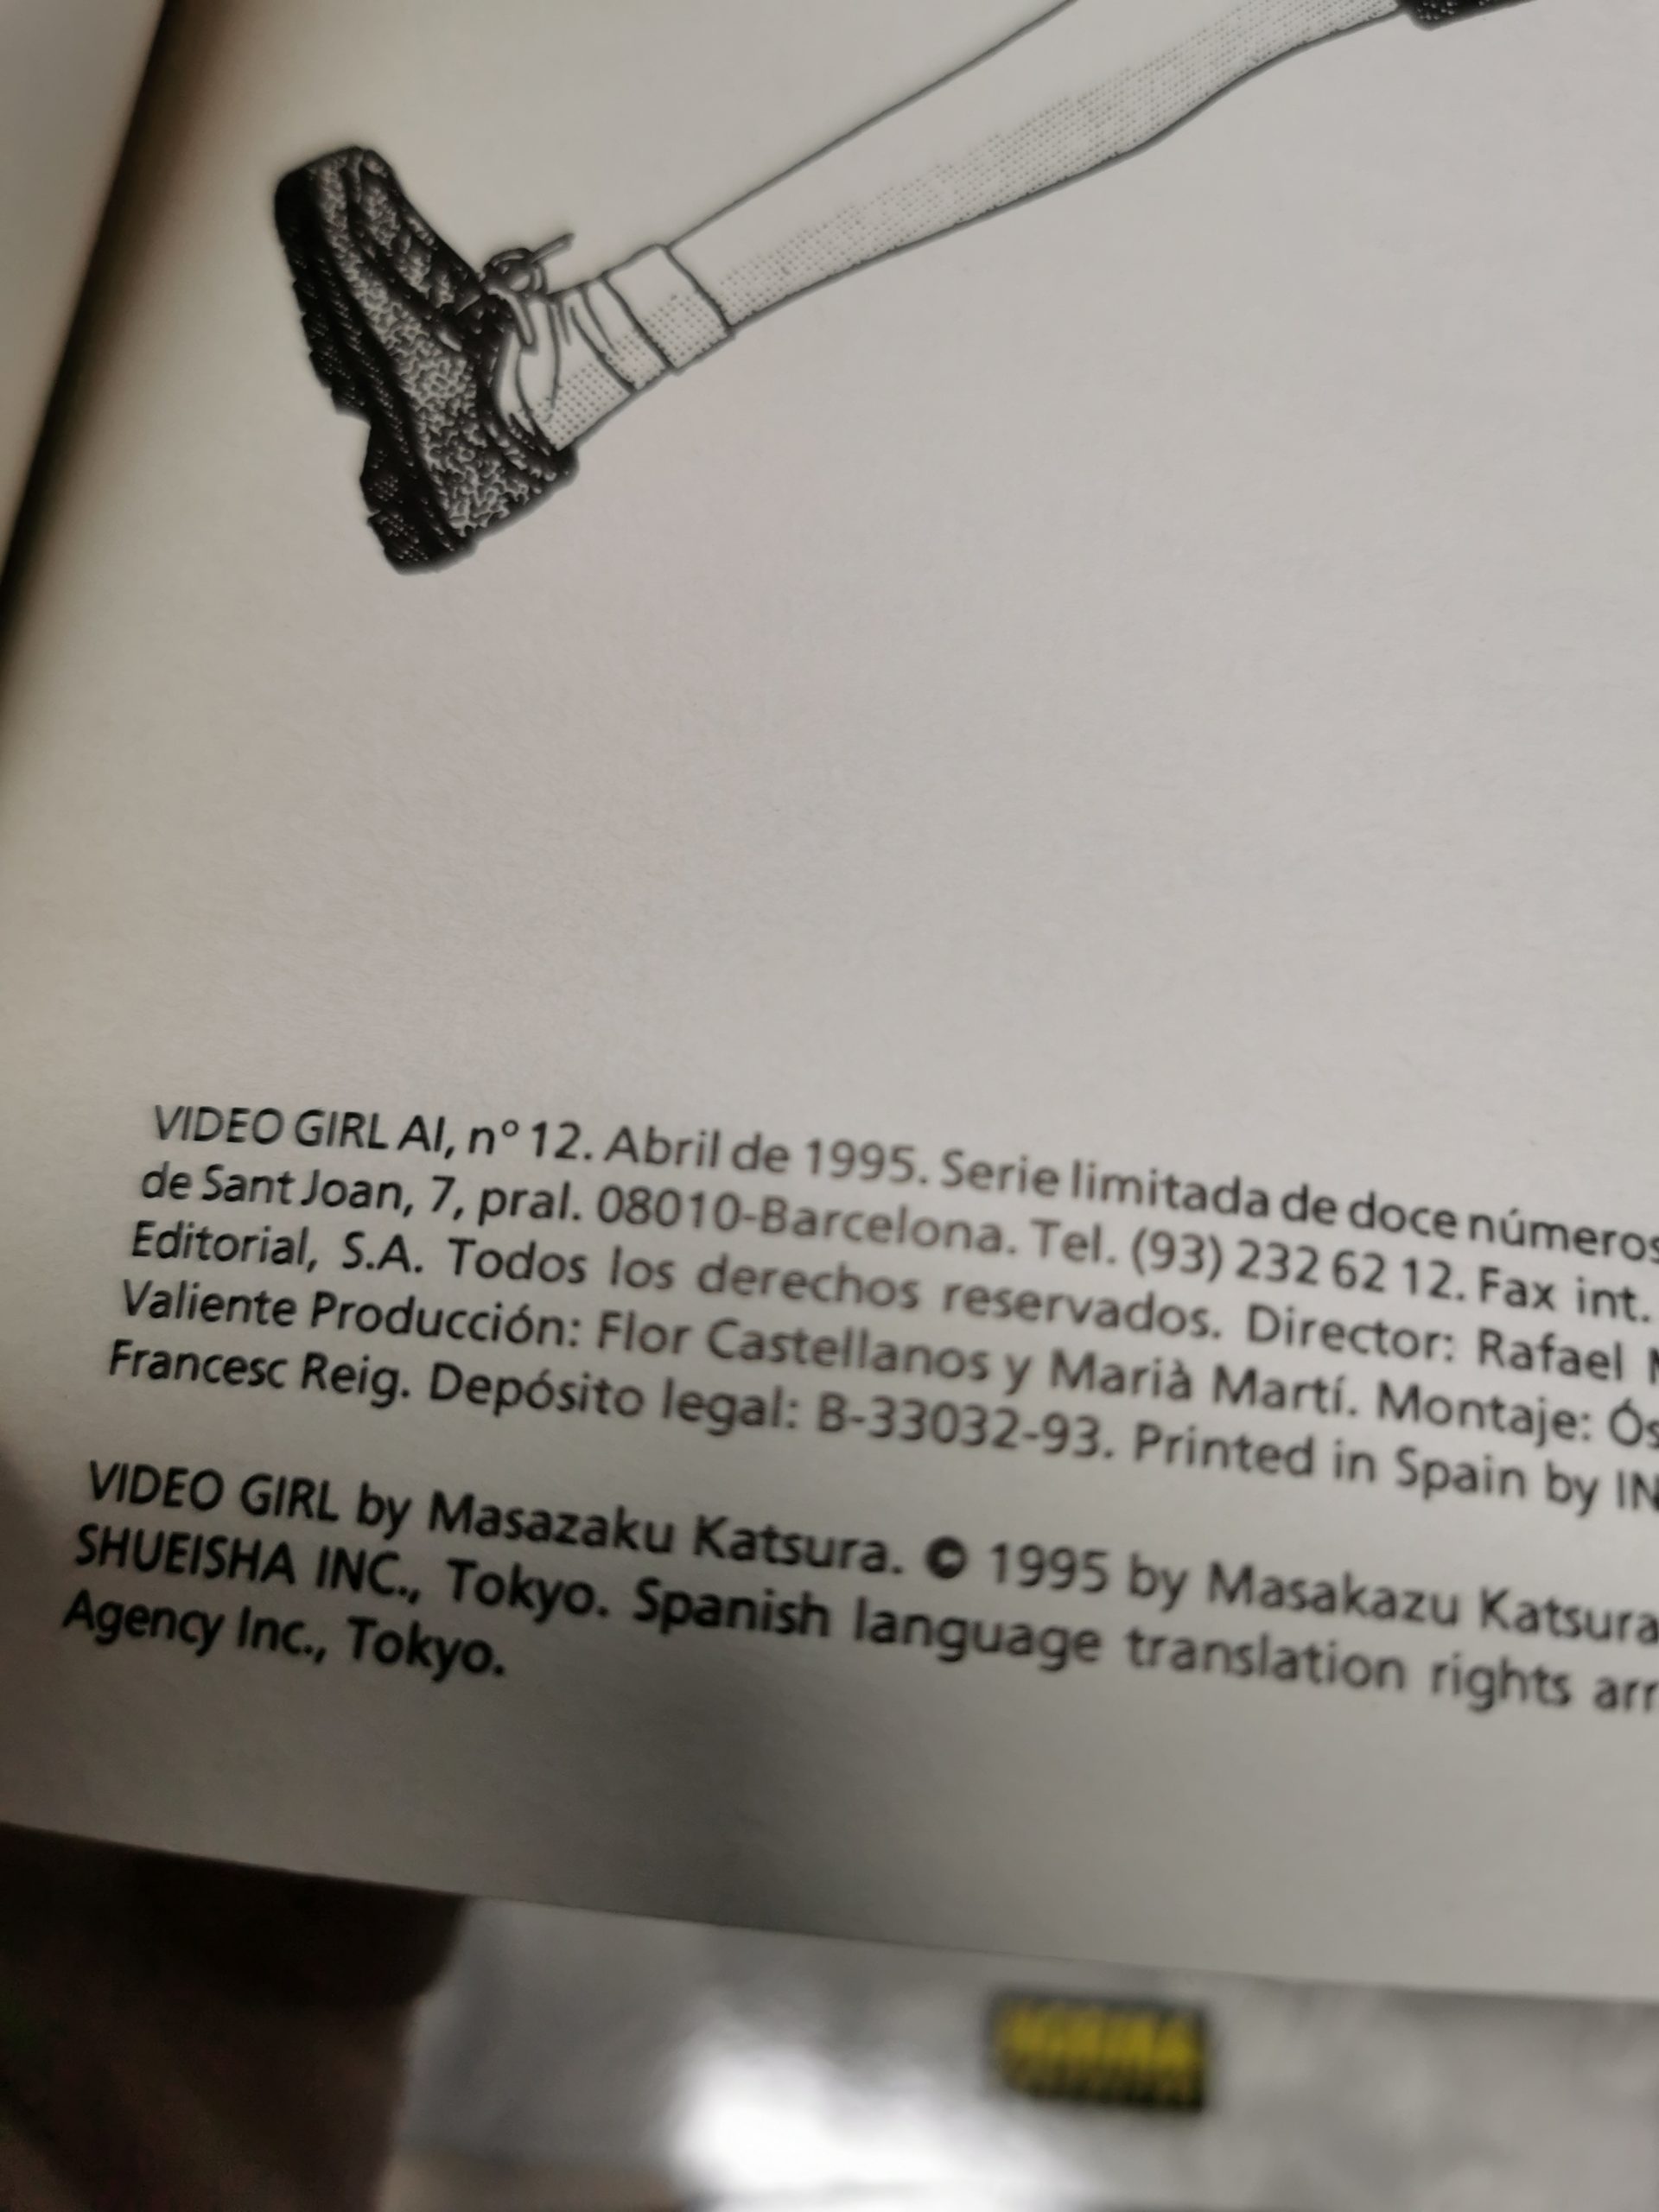 VIDEO GIRL AI, nº 12. Abril de 1995. Serie limitada de doce números
de Sant Joan, 7, pral. 08010-Barcelona. Tel. (93) 232 62 12. Fax int.
Editorial, S.A. Todos los derechos reservados. Director: Rafael
Valiente Producción: Flor Castellanos y Marià Martí. Montaje:
Francesc Reig. Depósito legal: B-33032-93. Printed in Spain by
VIDEO GIRL by Masazaku Katsura. © 1995 by Masakazu Katsura
SHUEISHA INC., Tokyo. Spanish language translation rights
Agency Inc., Tokyo.